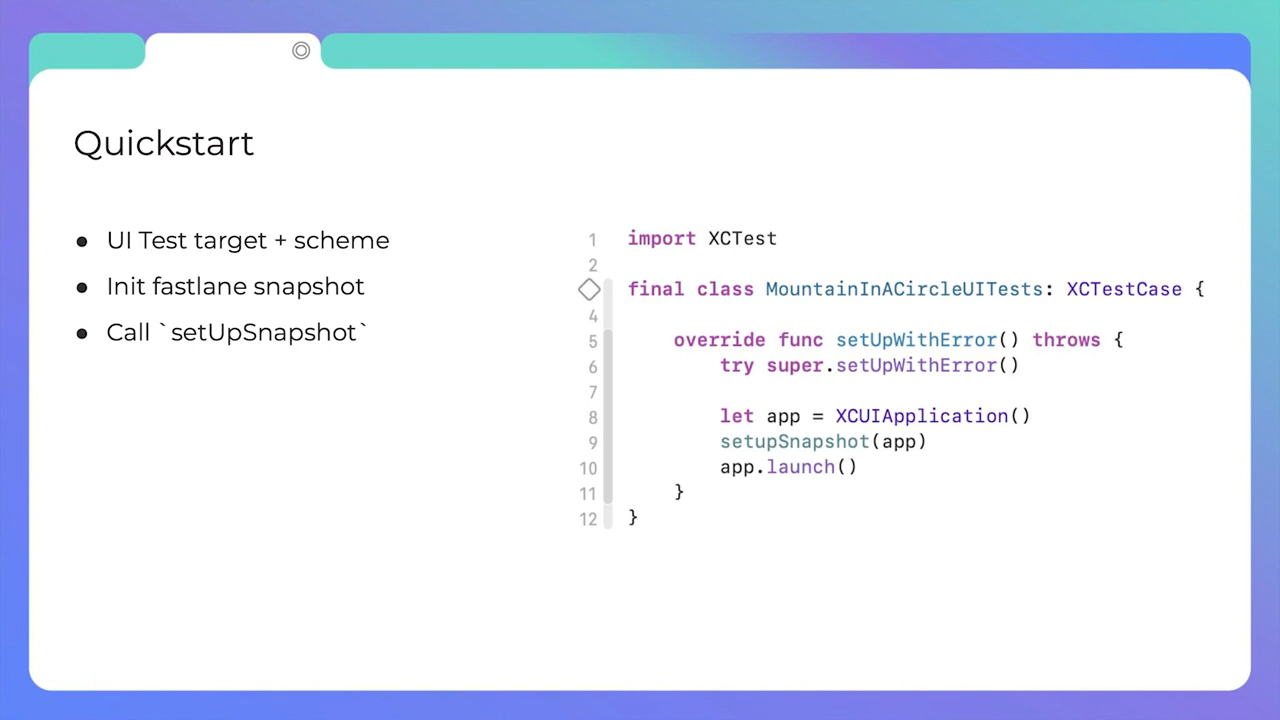 Quickstart
● UI Test target + scheme
● Init fastlane snapshot
● Call `setUpSnapshot`
1 import XCTest
2
final class MountainInACircleUITests: XCTestCase {
4
5 override func setUpWithError() throws {
6 try super.setUpWithError()
7
8 let app = XCUIApplication()
9 setupSnapshot(app)
10 app.launch()
11 }
12 }